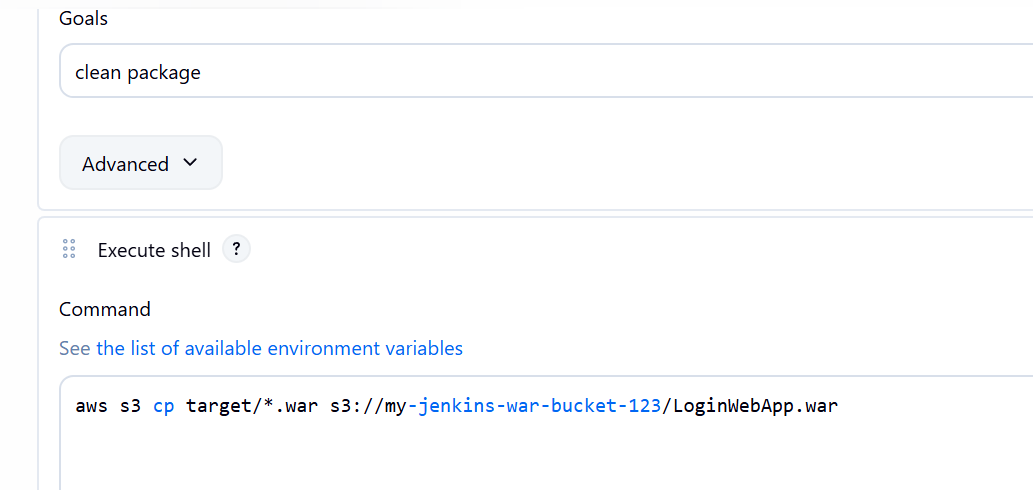 Goals
clean package
Advanced
Execute shell ?
Command
See the list of available environment variables
aws s3 cp target/*.war s3://my-jenkins-war-bucket-123/LoginWebApp.war